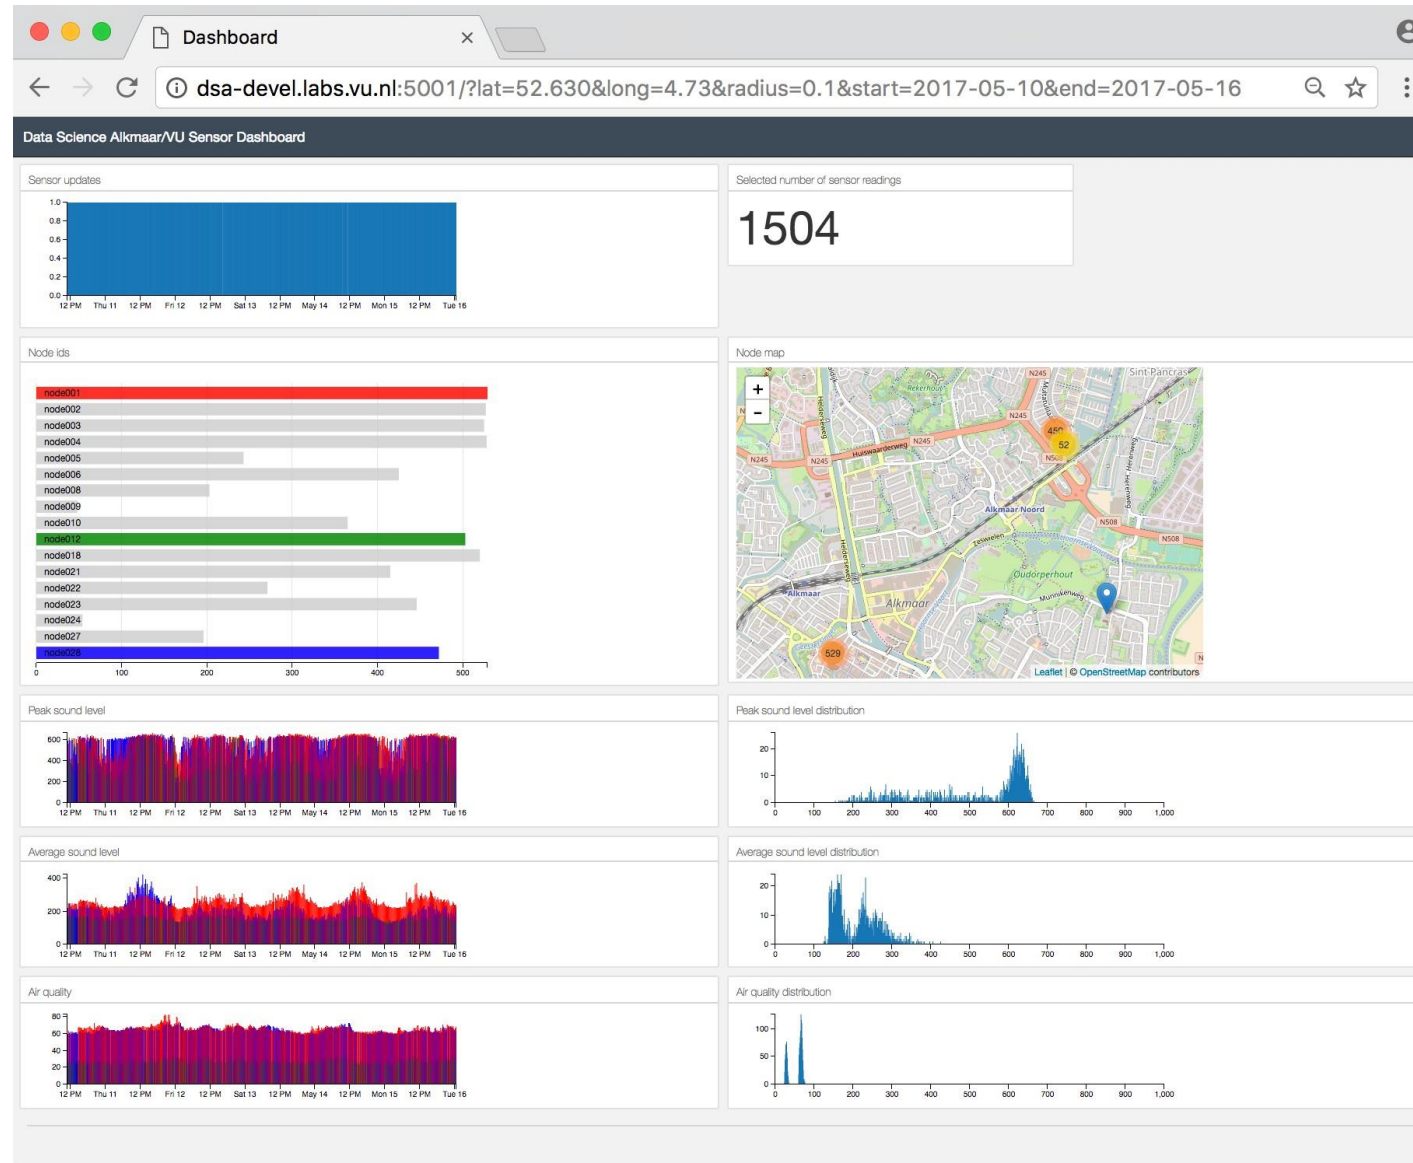 Dashboard
dsa-devel.labs.vu.nl:5001/?lat=52.630&long=4.73&radius=0.1&start=2017-05-10&end=2017-05-16
Data Science Alkmaar/VU Sensor Dashboard
Sensor updates
1.0
0.8
0.6
0.4
0.2
0.0
12 PM Thu 11 12 PM Fri 12 12 PM Sat 13 12 PM May 14 12 PM Mon 15 12 PM Tue 16
Selected number of sensor readings
1504
Node ids
node001
node002
node003
node004
node005
node006
node008
node009
node010
node012
node018
node021
node022
node023
node024
node027
node028
0 100 200 300 400 500
Node map
+
−
Rekerhout
N245
Sint Pancras
Helderseweg
N245
450
52
N245
N245
Huiswaarderweg
N245
N508
Herenweg
Herenweg
Alkmaar Noord
N508
N508
Helderseweg
Zeswielen
Oudorperhout
Munnikenweg
Alkmaar
Alkmaar
529
Leaflet | © OpenStreetMap contributors
Peak sound level
600
400
200
0
12 PM Thu 11 12 PM Fri 12 12 PM Sat 13 12 PM May 14 12 PM Mon 15 12 PM Tue 16
Peak sound level distribution
20
10
0
0 100 200 300 400 500 600 700 800 900 1,000
Average sound level
400
200
0
12 PM Thu 11 12 PM Fri 12 12 PM Sat 13 12 PM May 14 12 PM Mon 15 12 PM Tue 16
Average sound level distribution
20
10
0
0 100 200 300 400 500 600 700 800 900 1,000
Air quality
80
60
40
20
0
12 PM Thu 11 12 PM Fri 12 12 PM Sat 13 12 PM May 14 12 PM Mon 15 12 PM Tue 16
Air quality distribution
100
50
0
0 100 200 300 400 500 600 700 800 900 1,000